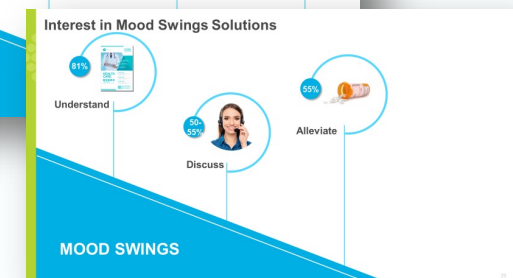 Interest in Mood Swings Solutions
81%
Understand
50-
55%
Discuss
55%
Alleviate
MOOD SWINGS